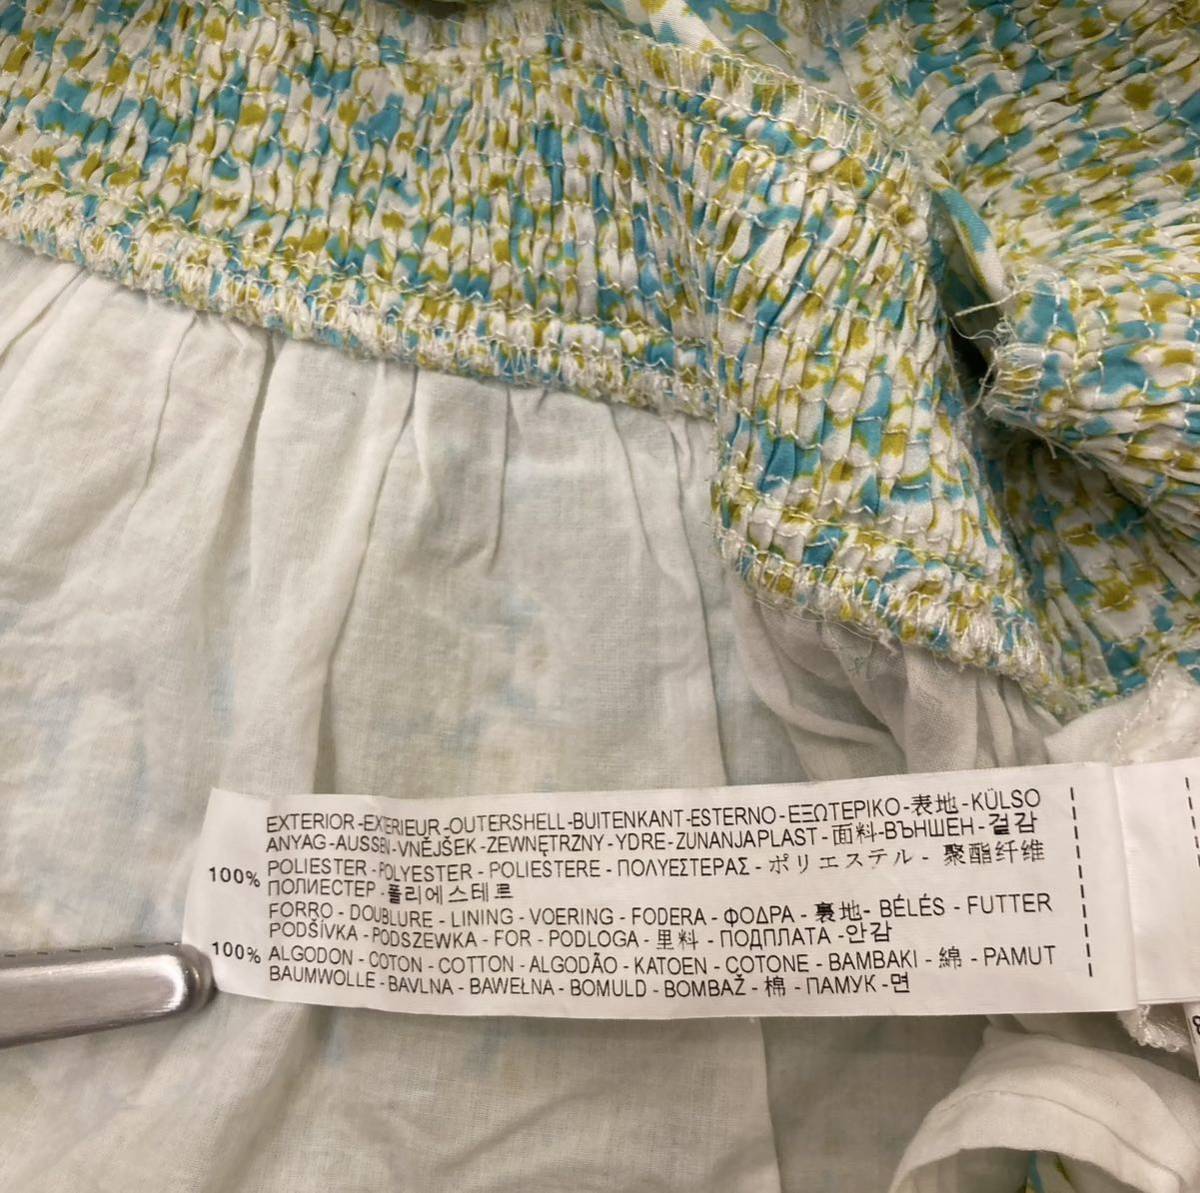 EXTERIOR-EXTERIEUR-OUTERSHELL-BUITENKANT-ESTERNO-ΕΞΩΤΕΡΙΚΟ-表地-KÜLSO
ANYAG-AUSSEN-VNĚJŠEK-ZEWNĘTRZNY-YDRE-ZUNANJAPLAST-面料-ВЪНШЕН-겉감
100% POLIESTER-POLYESTER-POLIESTERE-ΠΟΛΥΕΣΤΕΡΑΣ-ポリエステル-聚酯纤维
ПОЛИЕСТЕР-폴리에스테르
FORRO-DOUBLURE-LINING-VOERING-FODERA-ΦΟΔΡΑ-裏地-BÉLÉS-FUTTER
PODŠÍVKA-PODSZEWKA-FOR-PODLOGA-里料-ПОДПЛАТА-안감
100% ALGODON-COTON-COTTON-ALGODÃO-KATOEN-COTONE-BAMBAKI-綿-PAMUT
BAUMWOLLE-BAVLNA-BAWEŁNA-BOMULD-BOMBAŽ-棉-ПАМУК-면